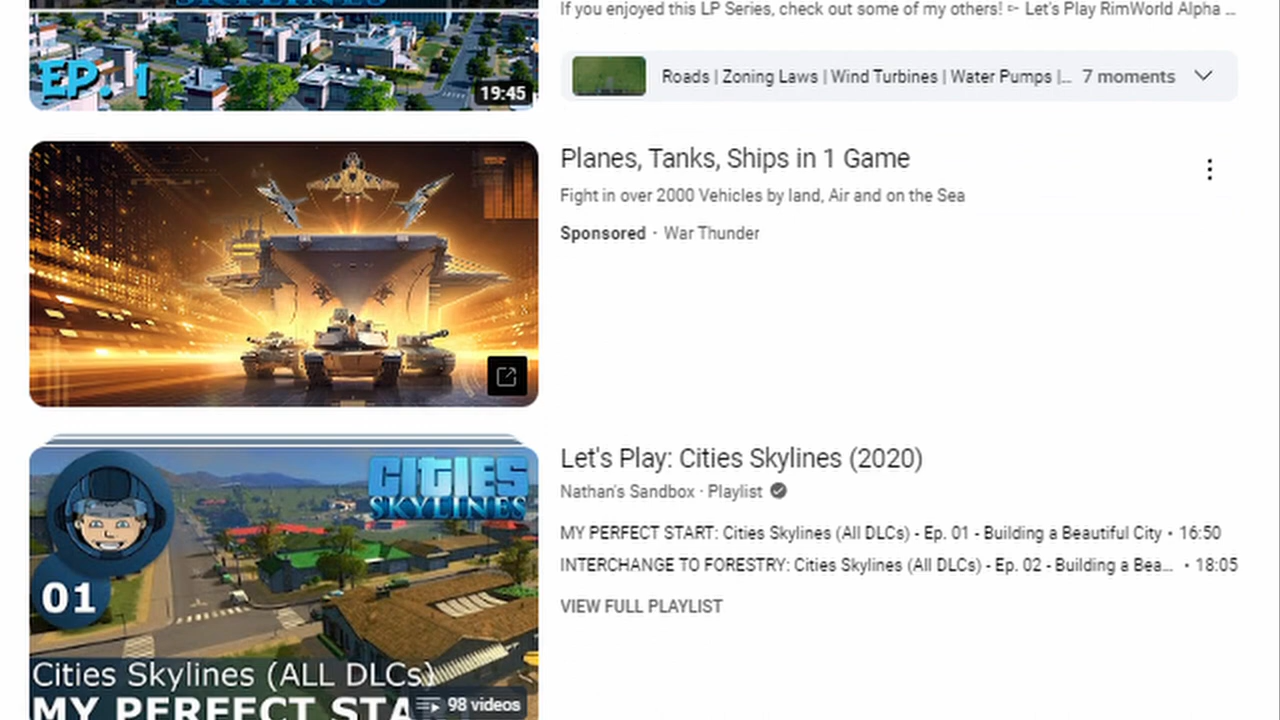 SKYLINES
If you enjoyed this LP Series, check out some of my others! ⌲ Let's Play RimWorld Alpha ...
EP. 1
19:45
Roads | Zoning Laws | Wind Turbines | Water Pumps |... 7 moments
Planes, Tanks, Ships in 1 Game
Fight in over 2000 Vehicles by land, Air and on the Sea
Sponsored · War Thunder
Let's Play: Cities Skylines (2020)
Nathan's Sandbox · Playlist
CITIES
SKYLINES
MY PERFECT START: Cities Skylines (All DLCs) - Ep. 01 - Building a Beautiful City • 16:50
INTERCHANGE TO FORESTRY: Cities Skylines (All DLCs) - Ep. 02 - Building a Bea... • 18:05
01
VIEW FULL PLAYLIST
Cities Skylines (ALL DLCs)
MY PERFECT STA
98 videos